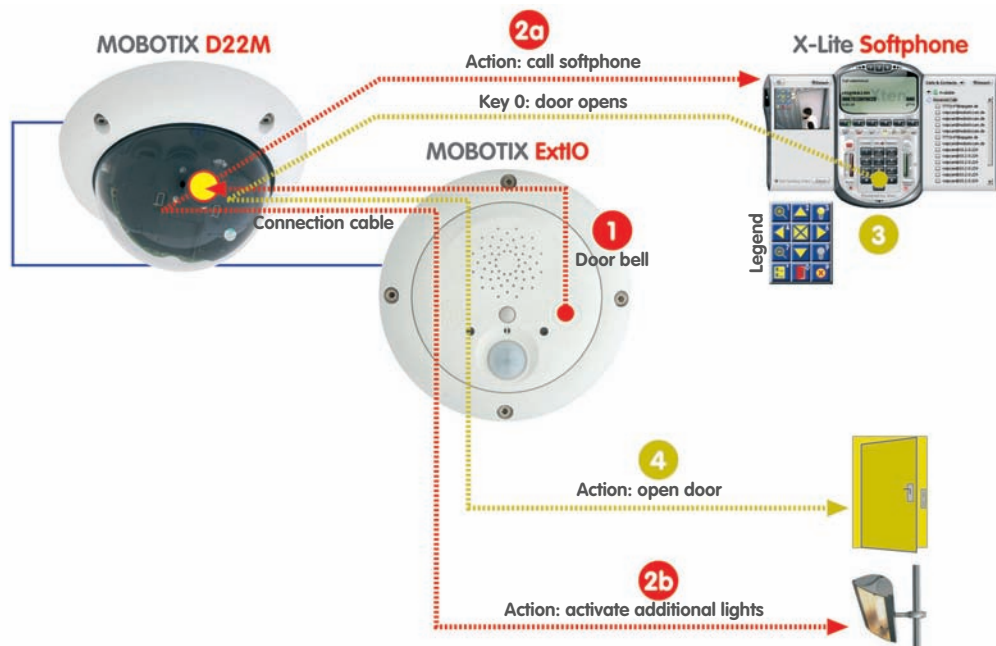 2a
MOBOTIX D22M
X-Lite Softphone
Action: call softphone
Key 0: door opens
MOBOTIX ExtIO
Connection cable
1
Door bell
3
Legend
4
Action: open door
2b
Action: activate additional lights